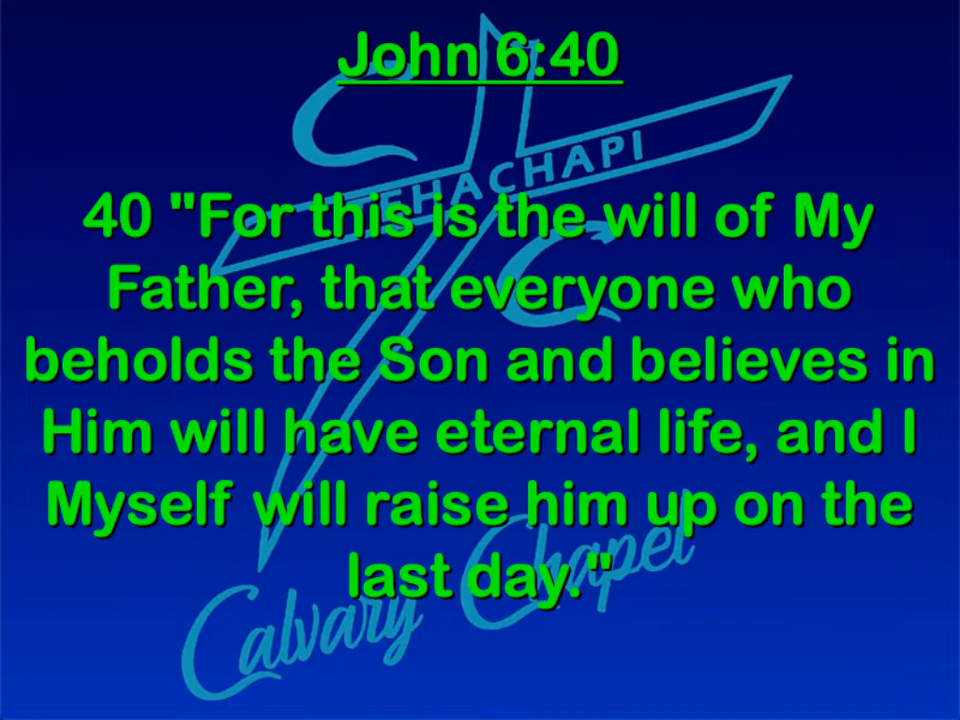 John 6:40
TEHACHAPI
40 "For this is the will of My
Father, that everyone who
beholds the Son and believes in
Him will have eternal life, and I
Myself will raise him up on the
last day."
Calvary Chapel